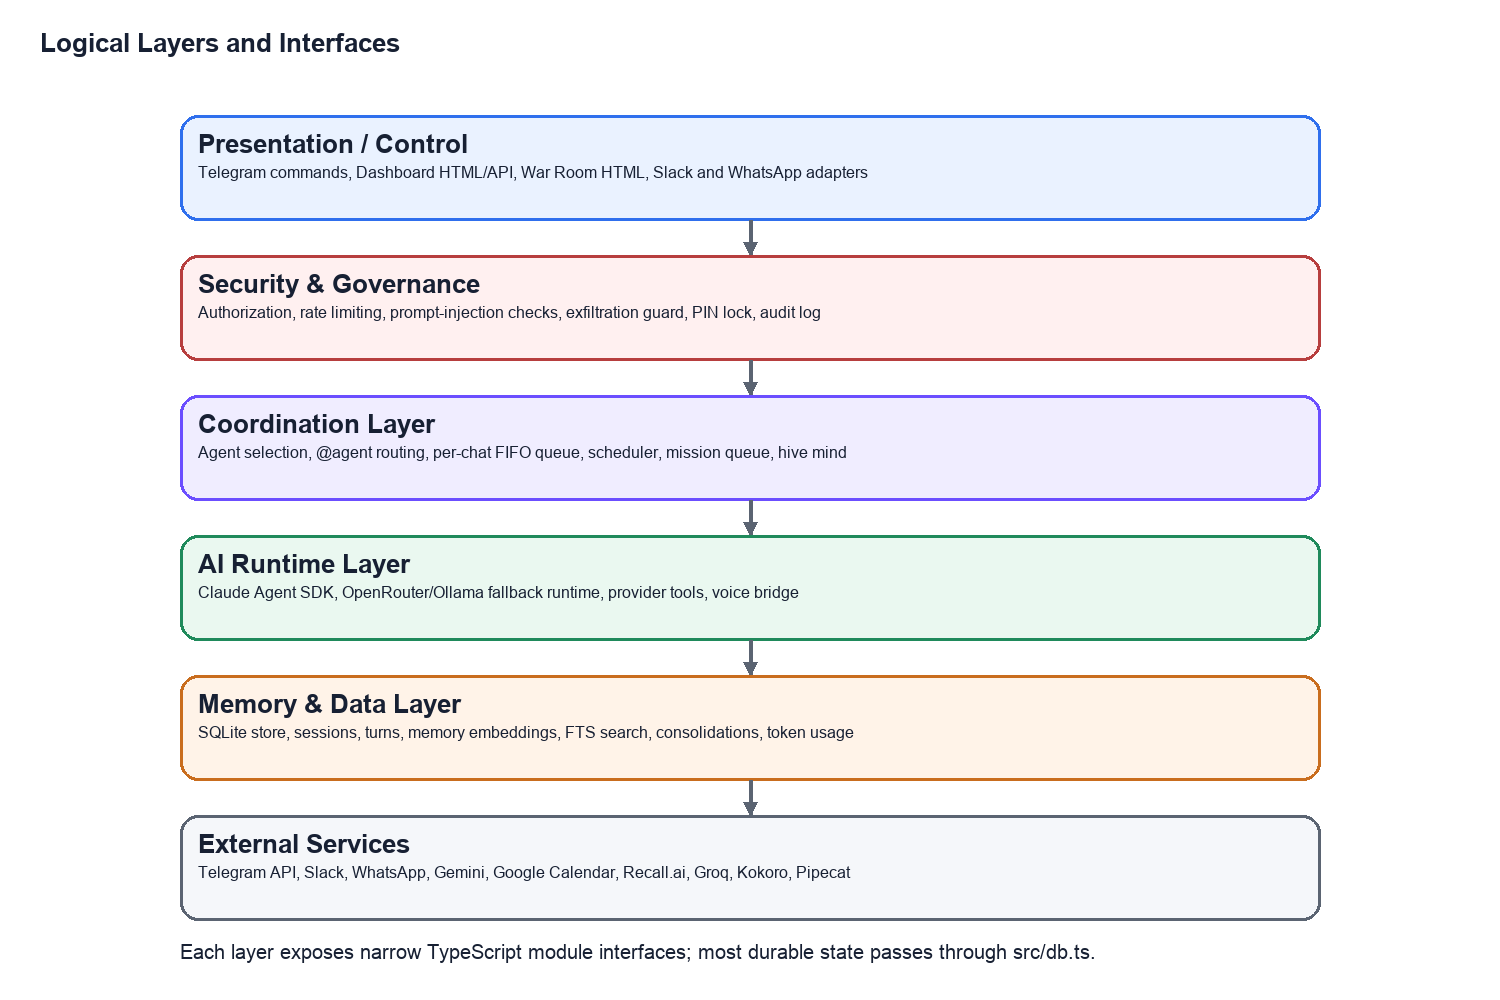 Logical Layers and Interfaces
Presentation / Control
Telegram commands, Dashboard HTML/API, War Room HTML, Slack and WhatsApp adapters
Security & Governance
Authorization, rate limiting, prompt-injection checks, exfiltration guard, PIN lock, audit log
Coordination Layer
Agent selection, @agent routing, per-chat FIFO queue, scheduler, mission queue, hive mind
AI Runtime Layer
Claude Agent SDK, OpenRouter/Ollama fallback runtime, provider tools, voice bridge
Memory & Data Layer
SQLite store, sessions, turns, memory embeddings, FTS search, consolidations, token usage
External Services
Telegram API, Slack, WhatsApp, Gemini, Google Calendar, Recall.ai, Groq, Kokoro, Pipecat
Each layer exposes narrow TypeScript module interfaces; most durable state passes through src/db.ts.